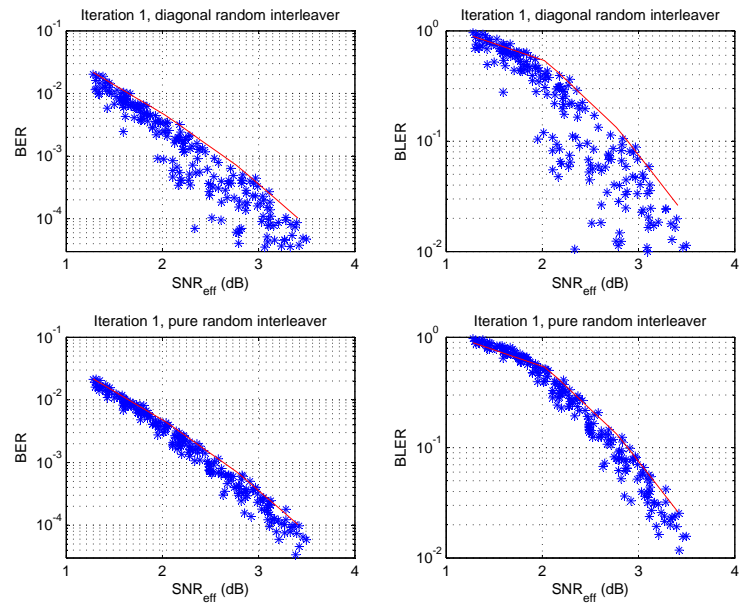 Iteration 1, diagonal random interleaver
10^-1
10^-2
10^-3
10^-4
BER
1 2 3 4
SNR_eff (dB)
Iteration 1, diagonal random interleaver
10^0
10^-1
10^-2
BLER
1 2 3 4
SNR_eff (dB)
Iteration 1, pure random interleaver
10^-1
10^-2
10^-3
10^-4
BER
1 2 3 4
SNR_eff (dB)
Iteration 1, pure random interleaver
10^0
10^-1
10^-2
BLER
1 2 3 4
SNR_eff (dB)